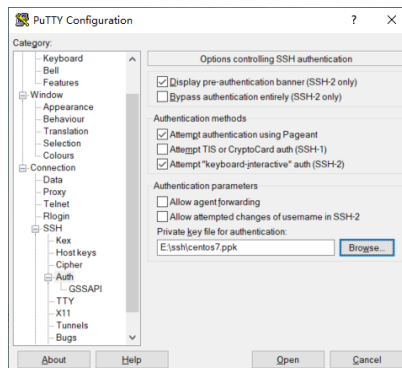 PuTTY Configuration
?
×
Category:
Keyboard
Bell
Features
Window
Appearance
Behaviour
Translation
Selection
Colours
Connection
Data
Proxy
Telnet
Rlogin
SSH
Kex
Host keys
Cipher
Auth
GSSAPI
TTY
X11
Tunnels
Bugs
Options controlling SSH authentication
Display pre-authentication banner (SSH-2 only)
Bypass authentication entirely (SSH-2 only)
Authentication methods
Attempt authentication using Pageant
Attempt TIS or CryptoCard auth (SSH-1)
Attempt "keyboard-interactive" auth (SSH-2)
Authentication parameters
Allow agent forwarding
Allow attempted changes of username in SSH-2
Private key file for authentication:
E:\ssh\centos7.ppk
Browse...
About
Help
Open
Cancel